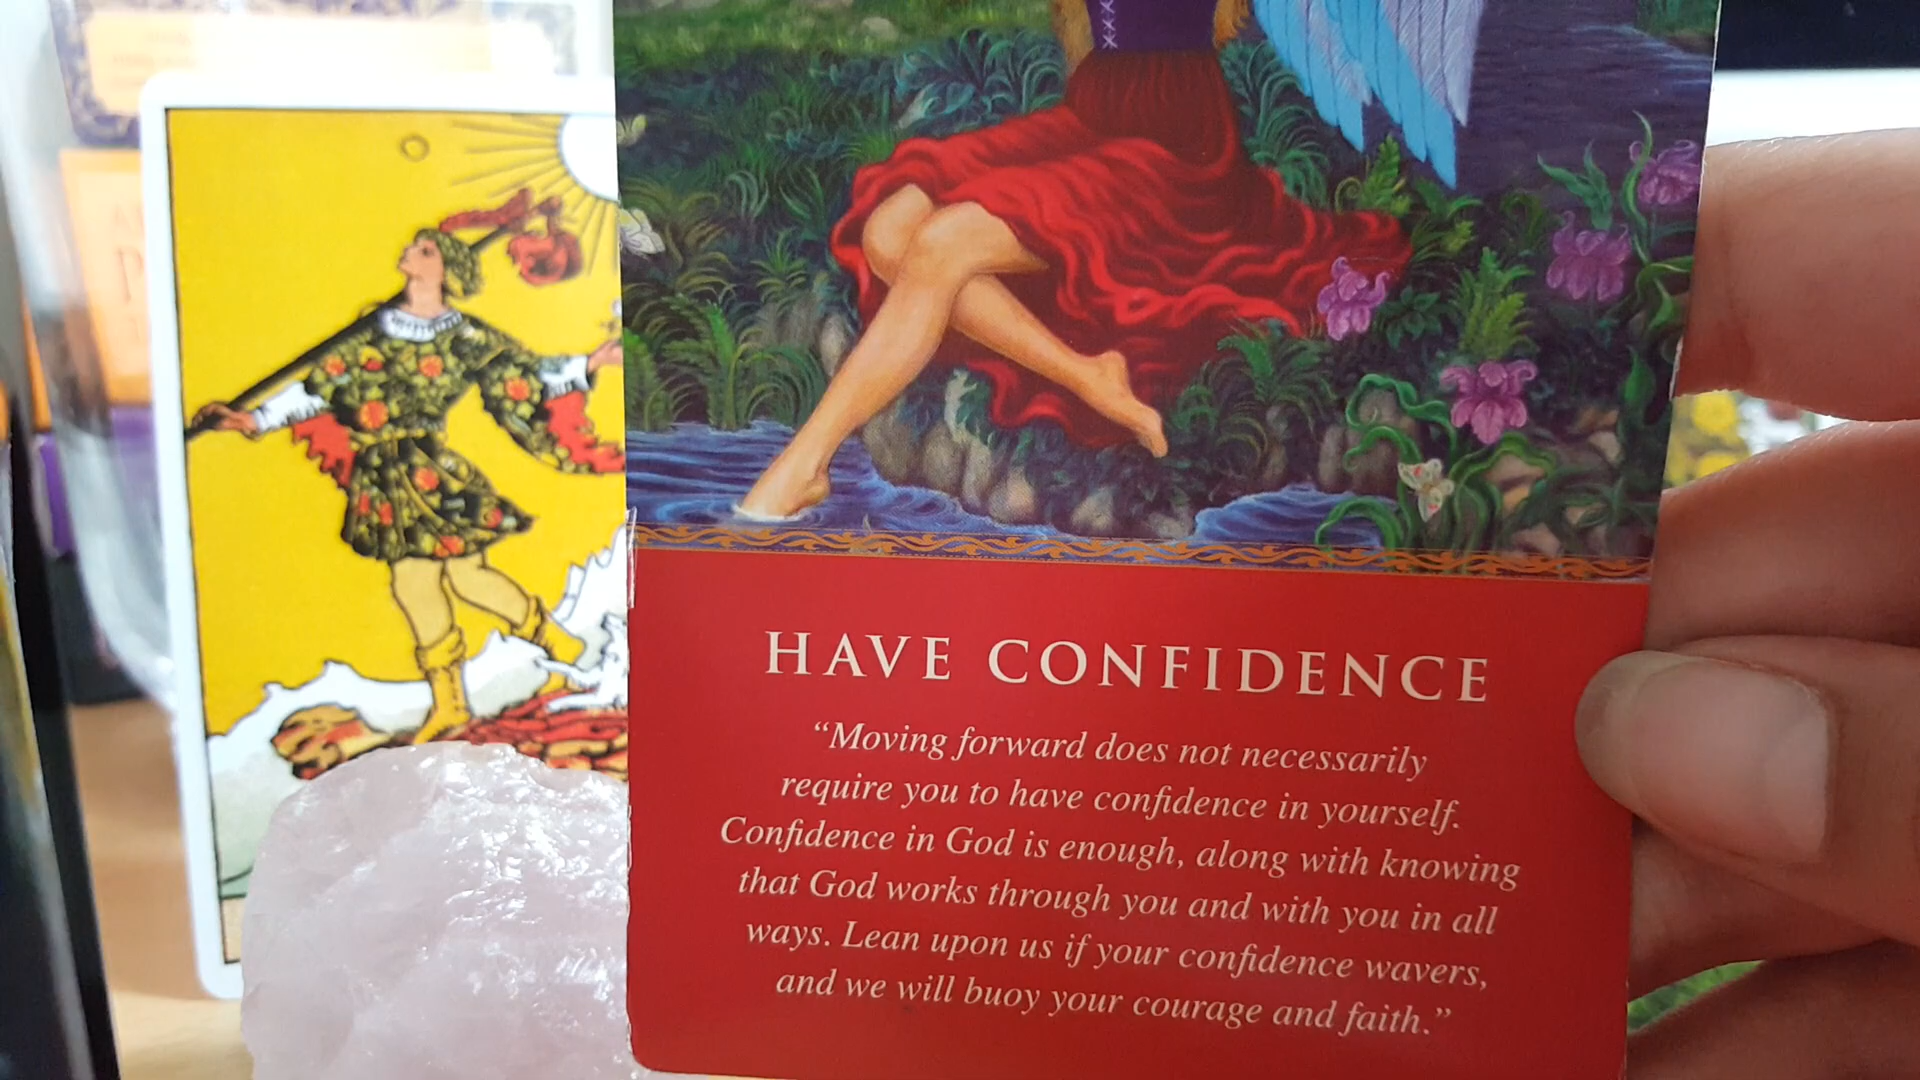 HAVE CONFIDENCE
“Moving forward does not necessarily
require you to have confidence in yourself.
Confidence in God is enough, along with knowing
that God works through you and with you in all
ways. Lean upon us if your confidence wavers,
and we will buoy your courage and faith.”